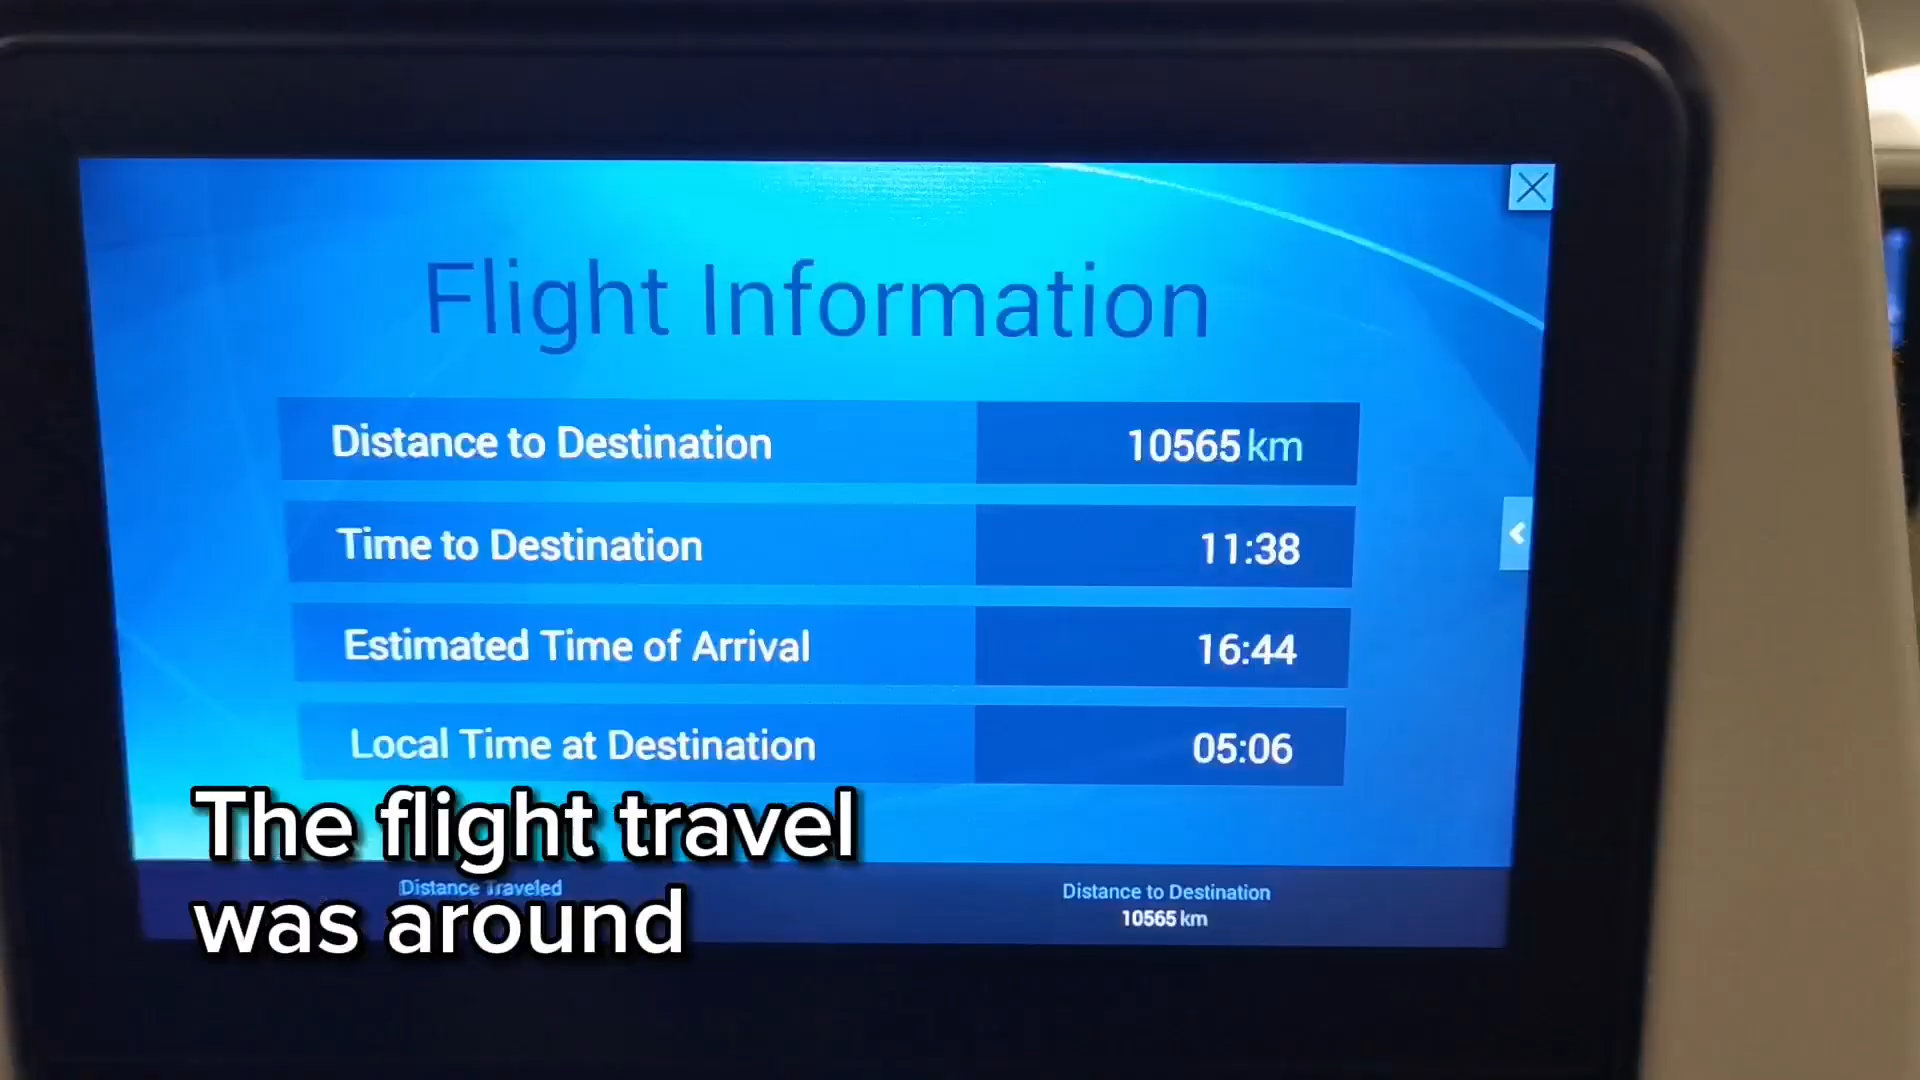 Flight Information
Distance to Destination 10565 km
Time to Destination 11:38
Estimated Time of Arrival 16:44
Local Time at Destination 05:06
The flight travel
was around
Distance Traveled
Distance to Destination
10565 km